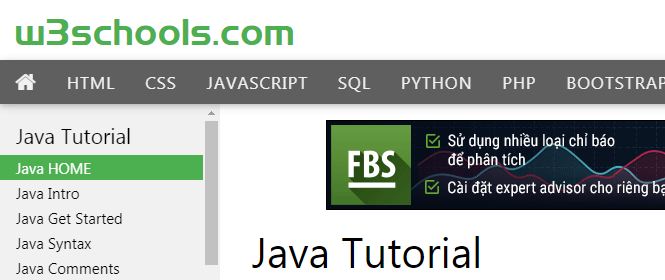 w3schools.com
HTML CSS JAVASCRIPT SQL PYTHON PHP BOOTSTRAP
Java Tutorial
Java HOME
Java Intro
Java Get Started
Java Syntax
Java Comments
FBS
Sử dụng nhiều loại chỉ báo
để phân tích
Cài đặt expert advisor cho riêng
Java Tutorial